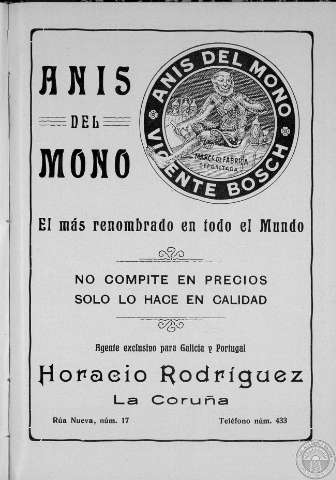 ANIS
DEL
MONO
ANIS DEL MONO
VICENTE BOSCH
MARCA DE FABRICA
DEPOSITADA
El más renombrado en todo el Mundo
NO COMPITE EN PRECIOS
SOLO LO HACE EN CALIDAD
Agente exclusivo para Galicia y Portugal
Horacio Rodríguez
La Coruña
Rúa Nueva, núm. 17 Teléfono núm. 433